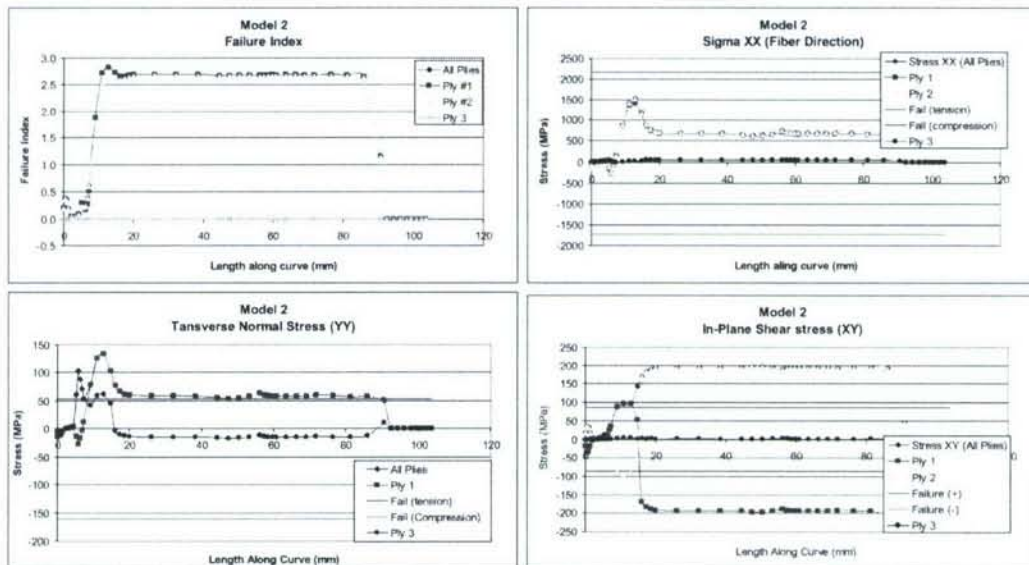 Model 2
Failure Index
3.0
2.5
2.0
1.5
1.0
0.5
0.0
-0.5
0
20
40
60
80
100
120
Failure Index
Length along curve (mm)
All Plies
Ply #1
Ply #2
Ply 3
Model 2
Sigma XX (Fiber Direction)
2500
2000
1500
1000
500
0
-500
-1000
-1500
2000
0
20
40
60
80
100
120
Stress (MPa)
Length aling curve (mm)
Stress XX (All Plies)
Ply 1
Ply 2
Fail (tension)
Fail (compression)
Ply 3
Model 2
Tansverse Normal Stress (YY)
150
100
50
0
-50
-100
-150
-200
0
20
40
60
80
100
120
Stress (MPa)
Length Along Curve (mm)
All Plies
Ply 1
Fail (tension)
Fail (Compression)
Ply 3
Model 2
In-Plane Shear stress (XY)
250
200
150
100
50
0
-50
-100
-150
-200
-250
0
20
40
60
80
100
120
Stress (MPa)
Length Along Curve (mm)
Stress XY (All Plies)
Ply 1
Ply 2
Failure (+)
Failure (-)
Ply 3